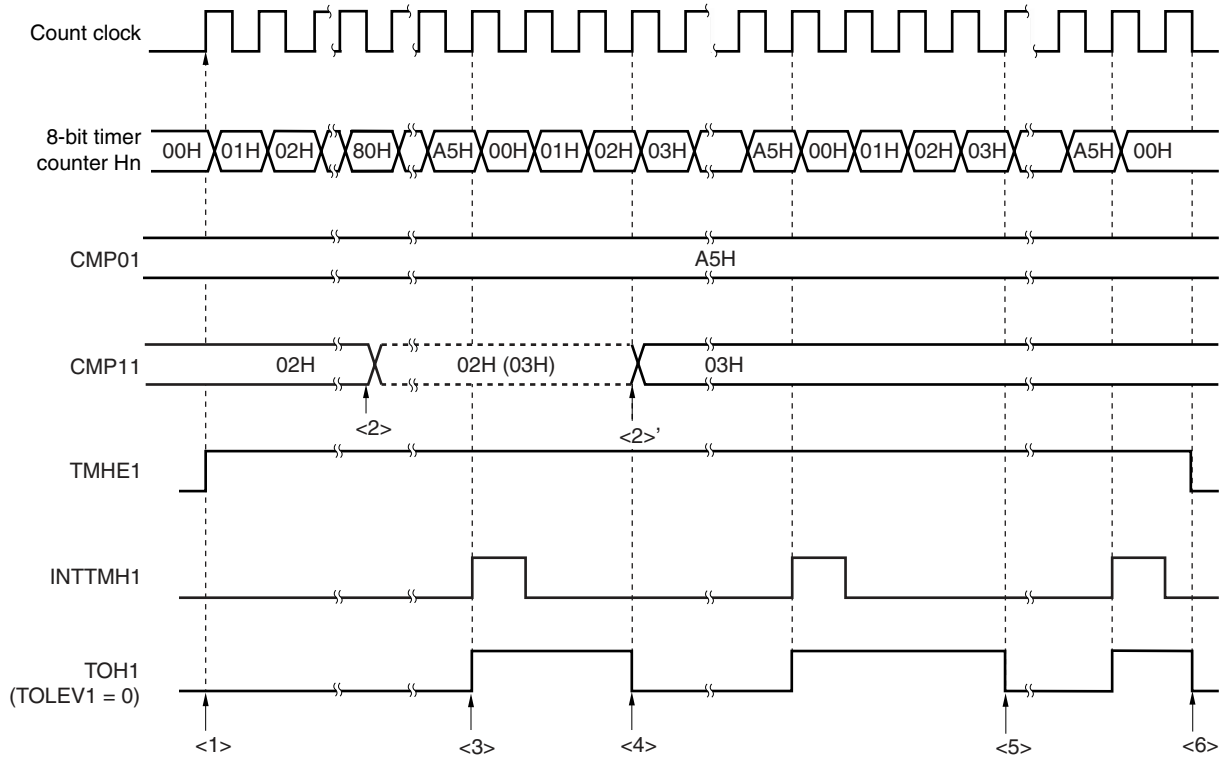 Count clock
8-bit timer
counter Hn
00H 01H 02H 80H A5H 00H 01H 02H 03H A5H 00H 01H 02H 03H A5H 00H
CMP01
A5H
CMP11
02H 02H (03H) 03H
<2> <2>’
TMHE1
INTTMH1
TOH1
(TOLEV1 = 0)
<1> <3> <4> <5> <6>